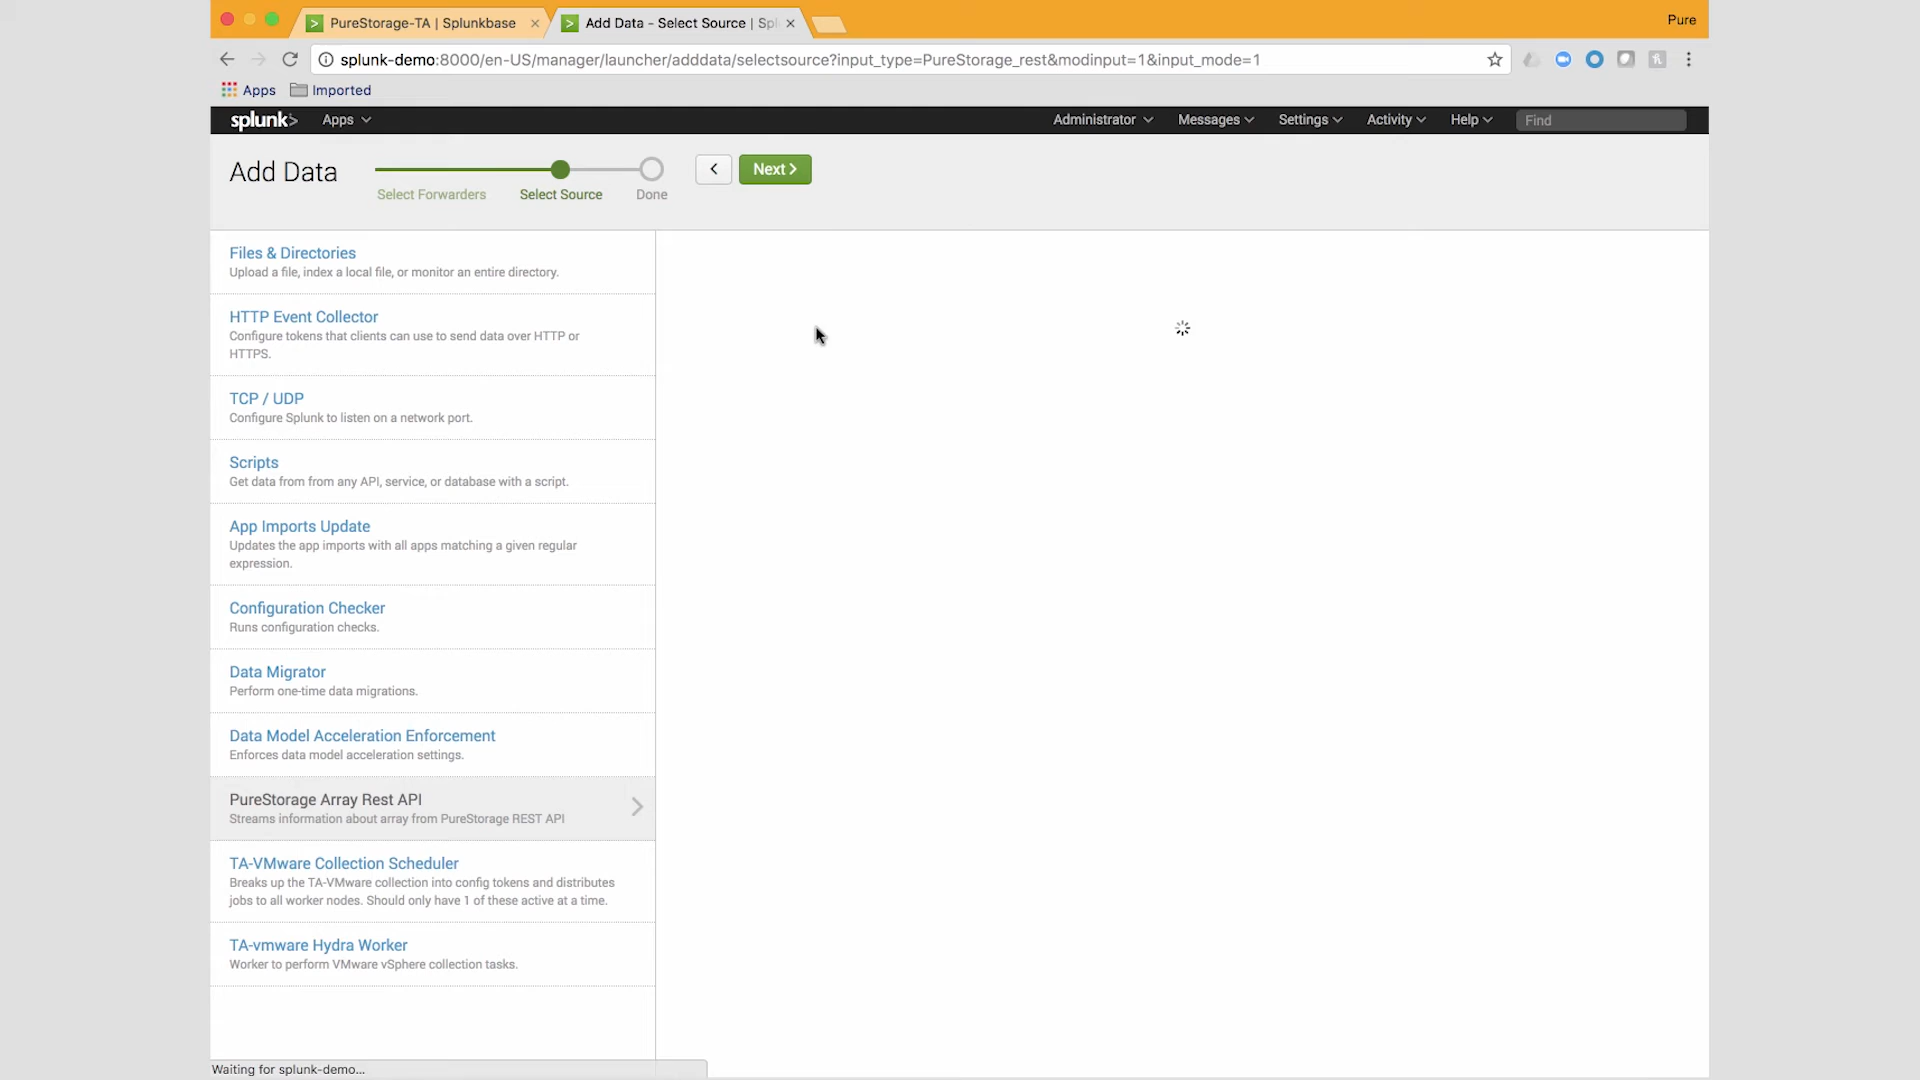 PureStorage-TA | Splunkbase
Add Data - Select Source | Spl
Pure
splunk-demo:8000/en-US/manager/launcher/adddata/selectsource?input_type=PureStorage_rest&modinput=1&input_mode=1
Apps Imported
splunk> Apps Administrator Messages Settings Activity Help Find
Add Data
Select Forwarders Select Source Done
Next >
Files & Directories
Upload a file, index a local file, or monitor an entire directory.
HTTP Event Collector
Configure tokens that clients can use to send data over HTTP or
HTTPS.
TCP / UDP
Configure Splunk to listen on a network port.
Scripts
Get data from from any API, service, or database with a script.
App Imports Update
Updates the app imports with all apps matching a given regular
expression.
Configuration Checker
Runs configuration checks.
Data Migrator
Perform one-time data migrations.
Data Model Acceleration Enforcement
Enforces data model acceleration settings.
PureStorage Array Rest API
Streams information about array from PureStorage REST API
TA-VMware Collection Scheduler
Breaks up the TA-VMware collection into config tokens and distributes
jobs to all worker nodes. Should only have 1 of these active at a time.
TA-vmware Hydra Worker
Worker to perform VMware vSphere collection tasks.
Waiting for splunk-demo...